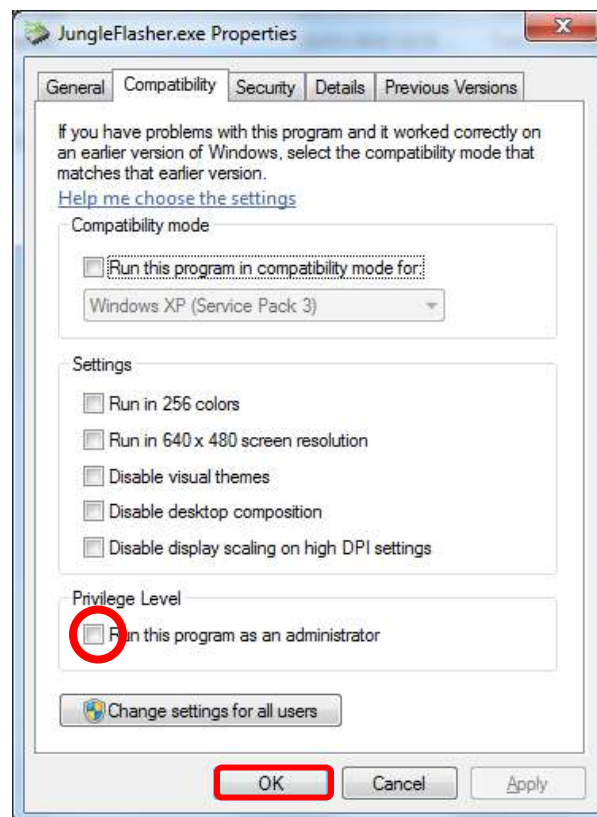 JungleFlasher.exe Properties
General Compatibility Security Details Previous Versions
If you have problems with this program and it worked correctly on
an earlier version of Windows, select the compatibility mode that
matches that earlier version.
Help me choose the settings
Compatibility mode
Run this program in compatibility mode for:
Windows XP (Service Pack 3)
Settings
Run in 256 colors
Run in 640 x 480 screen resolution
Disable visual themes
Disable desktop composition
Disable display scaling on high DPI settings
Privilege Level
Run this program as an administrator
Change settings for all users
OK Cancel Apply